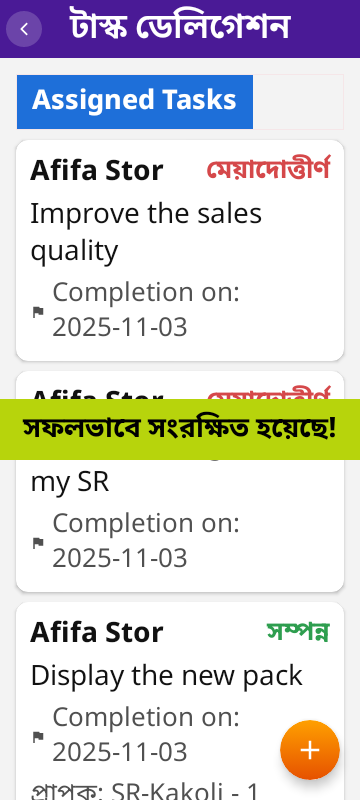 টাস্ক ডেলিগেশন
Assigned Tasks
Afifa Stor মেয়াদোত্তীর্ণ
Improve the sales
quality
Completion on:
2025-11-03
Afifa Stor মেয়াদোত্তীর্ণ
সফলভাবে সংরক্ষিত হয়েছে!
my SR
Completion on:
2025-11-03
Afifa Stor সম্পন্ন
Display the new pack
Completion on:
2025-11-03
প্রাপক: SR-Kakoli - 1